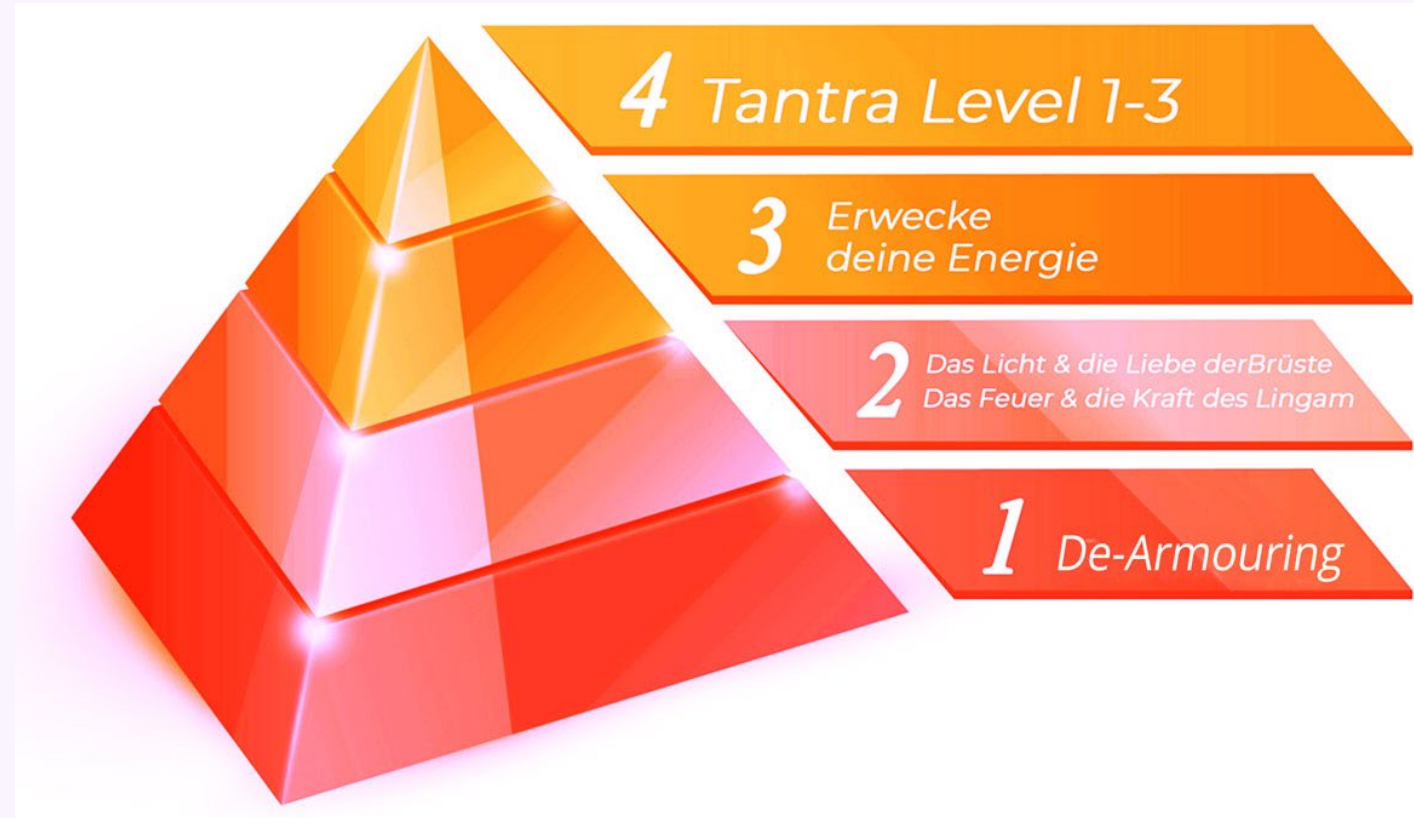 4 Tantra Level 1-3
3 Erwecke
deine Energie
2 Das Licht & die Liebe derBrüste
Das Feuer & die Kraft des Lingam
1 De-Armouring